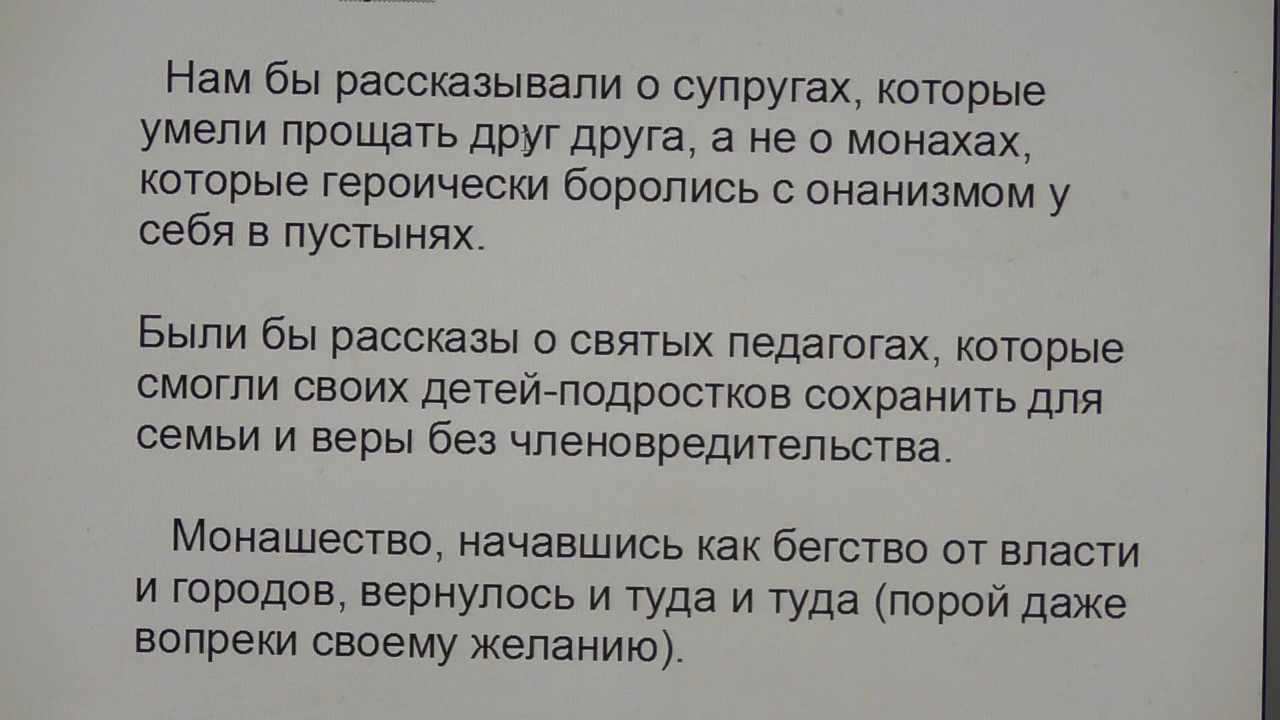 Нам бы рассказывали о супругах, которые
умели прощать друг друга, а не о монахах,
которые героически боролись с онанизмом у
себя в пустынях.
Были бы рассказы о святых педагогах, которые
смогли своих детей-подростков сохранить для
семьи и веры без членовредительства.
Монашество, начавшись как бегство от власти
и городов, вернулось и туда и туда (порой даже
вопреки своему желанию).